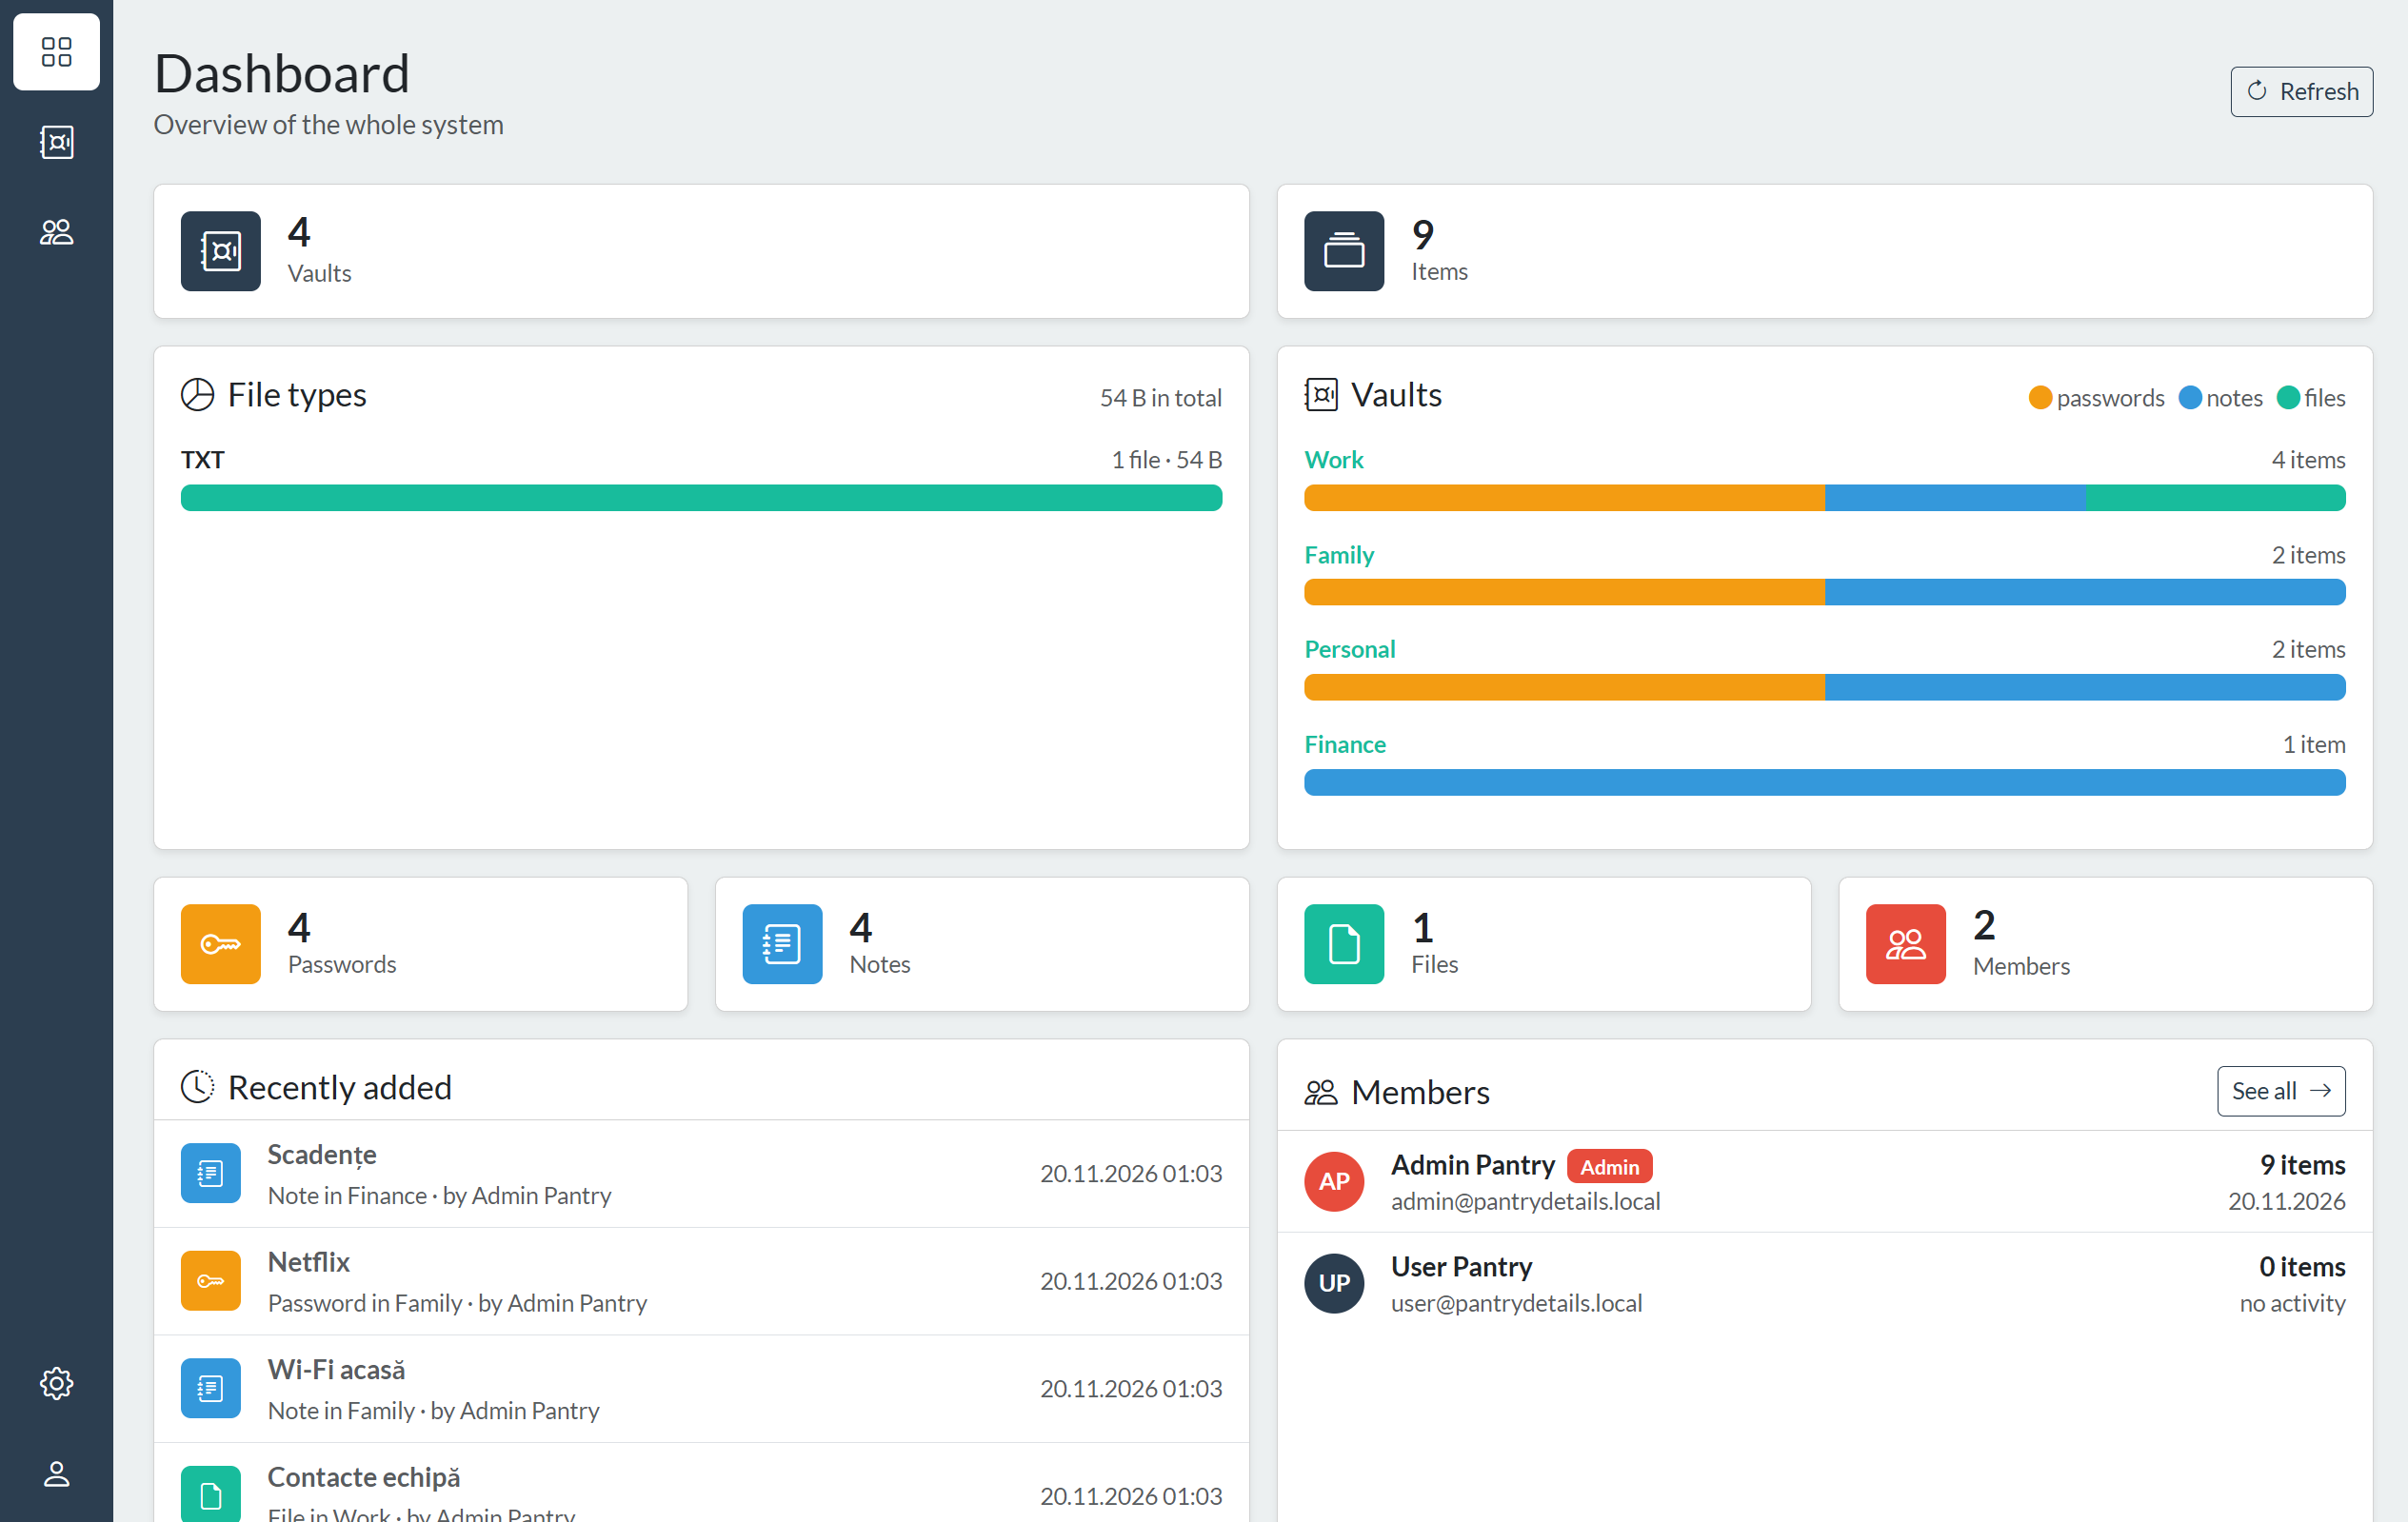 Dashboard
Overview of the whole system
Refresh
4
Vaults
9
Items
File types
54 B in total
TXT
1 file · 54 B
Vaults
passwords notes files
Work
4 items
Family
2 items
Personal
2 items
Finance
1 item
4
Passwords
4
Notes
1
Files
2
Members
Recently added
Scadențe
Note in Finance · by Admin Pantry
20.11.2026 01:03
Netflix
Password in Family · by Admin Pantry
20.11.2026 01:03
Wi-Fi acasă
Note in Family · by Admin Pantry
20.11.2026 01:03
Contacte echipă
File in Work · by Admin Pantry
20.11.2026 01:03
Members
See all
AP
Admin Pantry Admin
admin@pantrydetails.local
9 items
20.11.2026
UP
User Pantry
user@pantrydetails.local
0 items
no activity